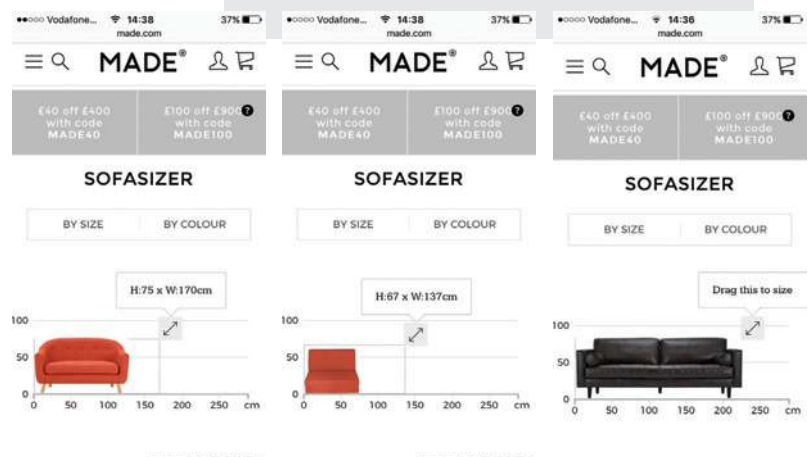 Vodafone... 14:38 37%
made.com
MADE®
£40 off £400
with code
MADE40
£100 off £900 ?
with code
MADE100
SOFASIZER
BY SIZE BY COLOUR
H:75 x W:170cm
100
50
0
0 50 100 150 200 250 cm
Vodafone... 14:38 37%
made.com
MADE®
£40 off £400
with code
MADE40
£100 off £900 ?
with code
MADE100
SOFASIZER
BY SIZE BY COLOUR
H:67 x W:137cm
100
50
0
0 50 100 150 200 250 cm
Vodafone... 14:36 37%
made.com
MADE®
£40 off £400
with code
MADE40
£100 off £900 ?
with code
MADE100
SOFASIZER
BY SIZE BY COLOUR
Drag this to size
100
50
0
0 50 100 150 200 250 cm